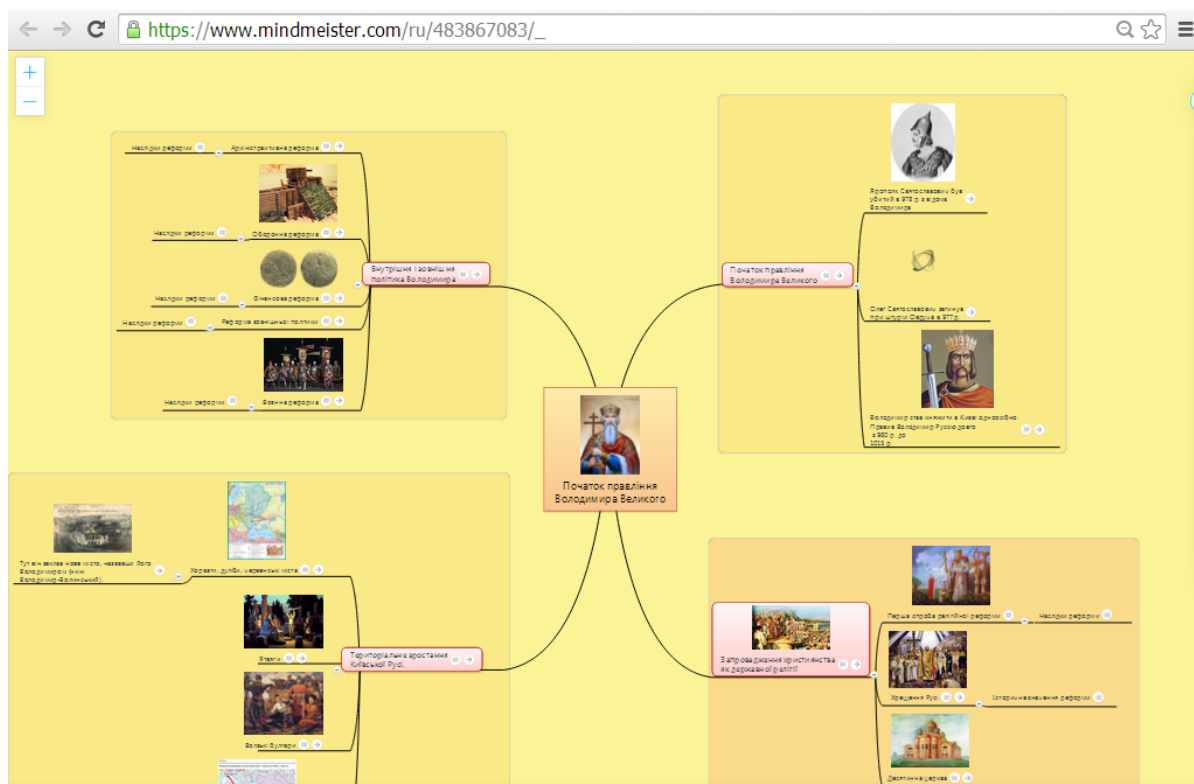 https://www.mindmeister.com/ru/483867083/_
+
−
Наслідки реформи
Адміністративна реформа
Наслідки реформи
Оборонна реформа
Наслідки реформи
Фінансова реформа
Наслідки реформи
Реформа зовнішньої політики
Наслідки реформи
Воєнна реформа
Внутрішня і зовнішня
політика Володимира
Ярополк Святославович був
убитий в 978 р. з відома
Володимира
Початок правління
Володимира Великого
Олег Святославович загинув
при штурмі Овруча в 977 р.
Володимир став княжити в Києві одноосібно.
Правив Володимир Руссю довго
з 980 р. до
1015 р.
Початок правління
Володимира Великого
Тут він заклав нове місто, назвавши його
Володимиром (нині
Володимир-Волинський).
Хорвати, дуліби, червенські міста
Ятвяги
Волзькі булгари
Територіальне зростання
Київської Русі.
Запровадження християнства
як державної релігії
Перша спроба релігійної реформи
Наслідки реформи
Хрещення Русі
Історичне значення реформи
Десятинна церква